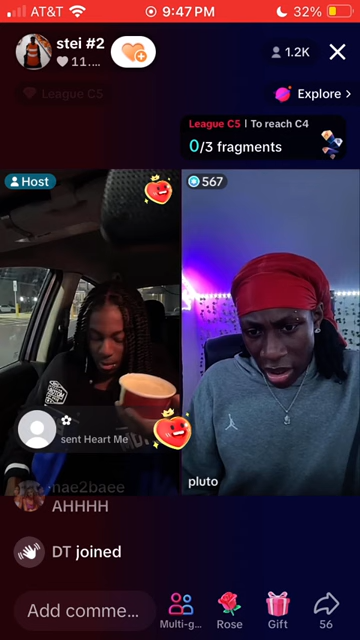 AT&T 9:47 PM 32%
stei #2
11....
1.2K
League C5
Explore >
League C5 | To reach C4
0/3 fragments
Host
567
sent Heart Me
pluto
nae2baee
AHHHH
DT joined
Add comme...
Multi-g...
Rose
Gift
56